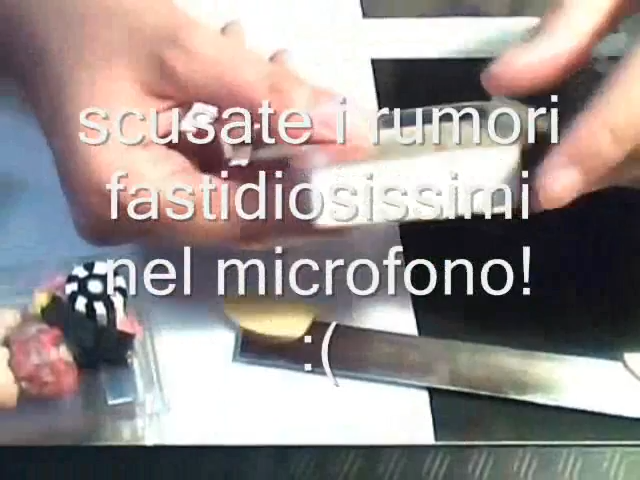 scusate i rumori
fastidiosissimi
nel microfono!
:(